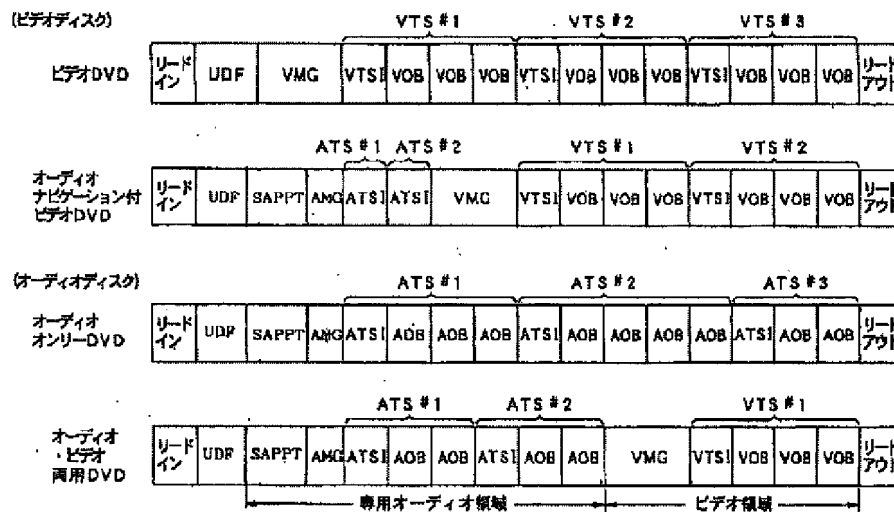 (ビデオディスク)
VTS #1 VTS #2 VTS #3
ビデオDVD
リードイン UDF VMG VTSI VOB VOB VOB VTSI VOB VOB VOB VTSI VOB VOB VOB リードアウト
ATS #1 ATS #2 VTS #1 VTS #2
オーディオ
ナビゲーション付
ビデオDVD
リードイン UDF SAPPT AMG ATSI ATSI VMG VTSI VOB VOB VOB VTSI VOB VOB VOB リードアウト
(オーディオディスク)
ATS #1 ATS #2 ATS #3
オーディオ
オンリーDVD
リードイン UDF SAPPT AMG ATSI AOB AOB AOB ATSI AOB AOB AOB AOB ATSI AOB AOB リードアウト
ATS #1 ATS #2 VTS #1
オーディオ
・ビデオ
両用DVD
リードイン UDF SAPPT AMG ATSI AOB AOB ATSI AOB AOB VMG VTSI VOB VOB VOB リードアウト
専用オーディオ領域 ビデオ領域